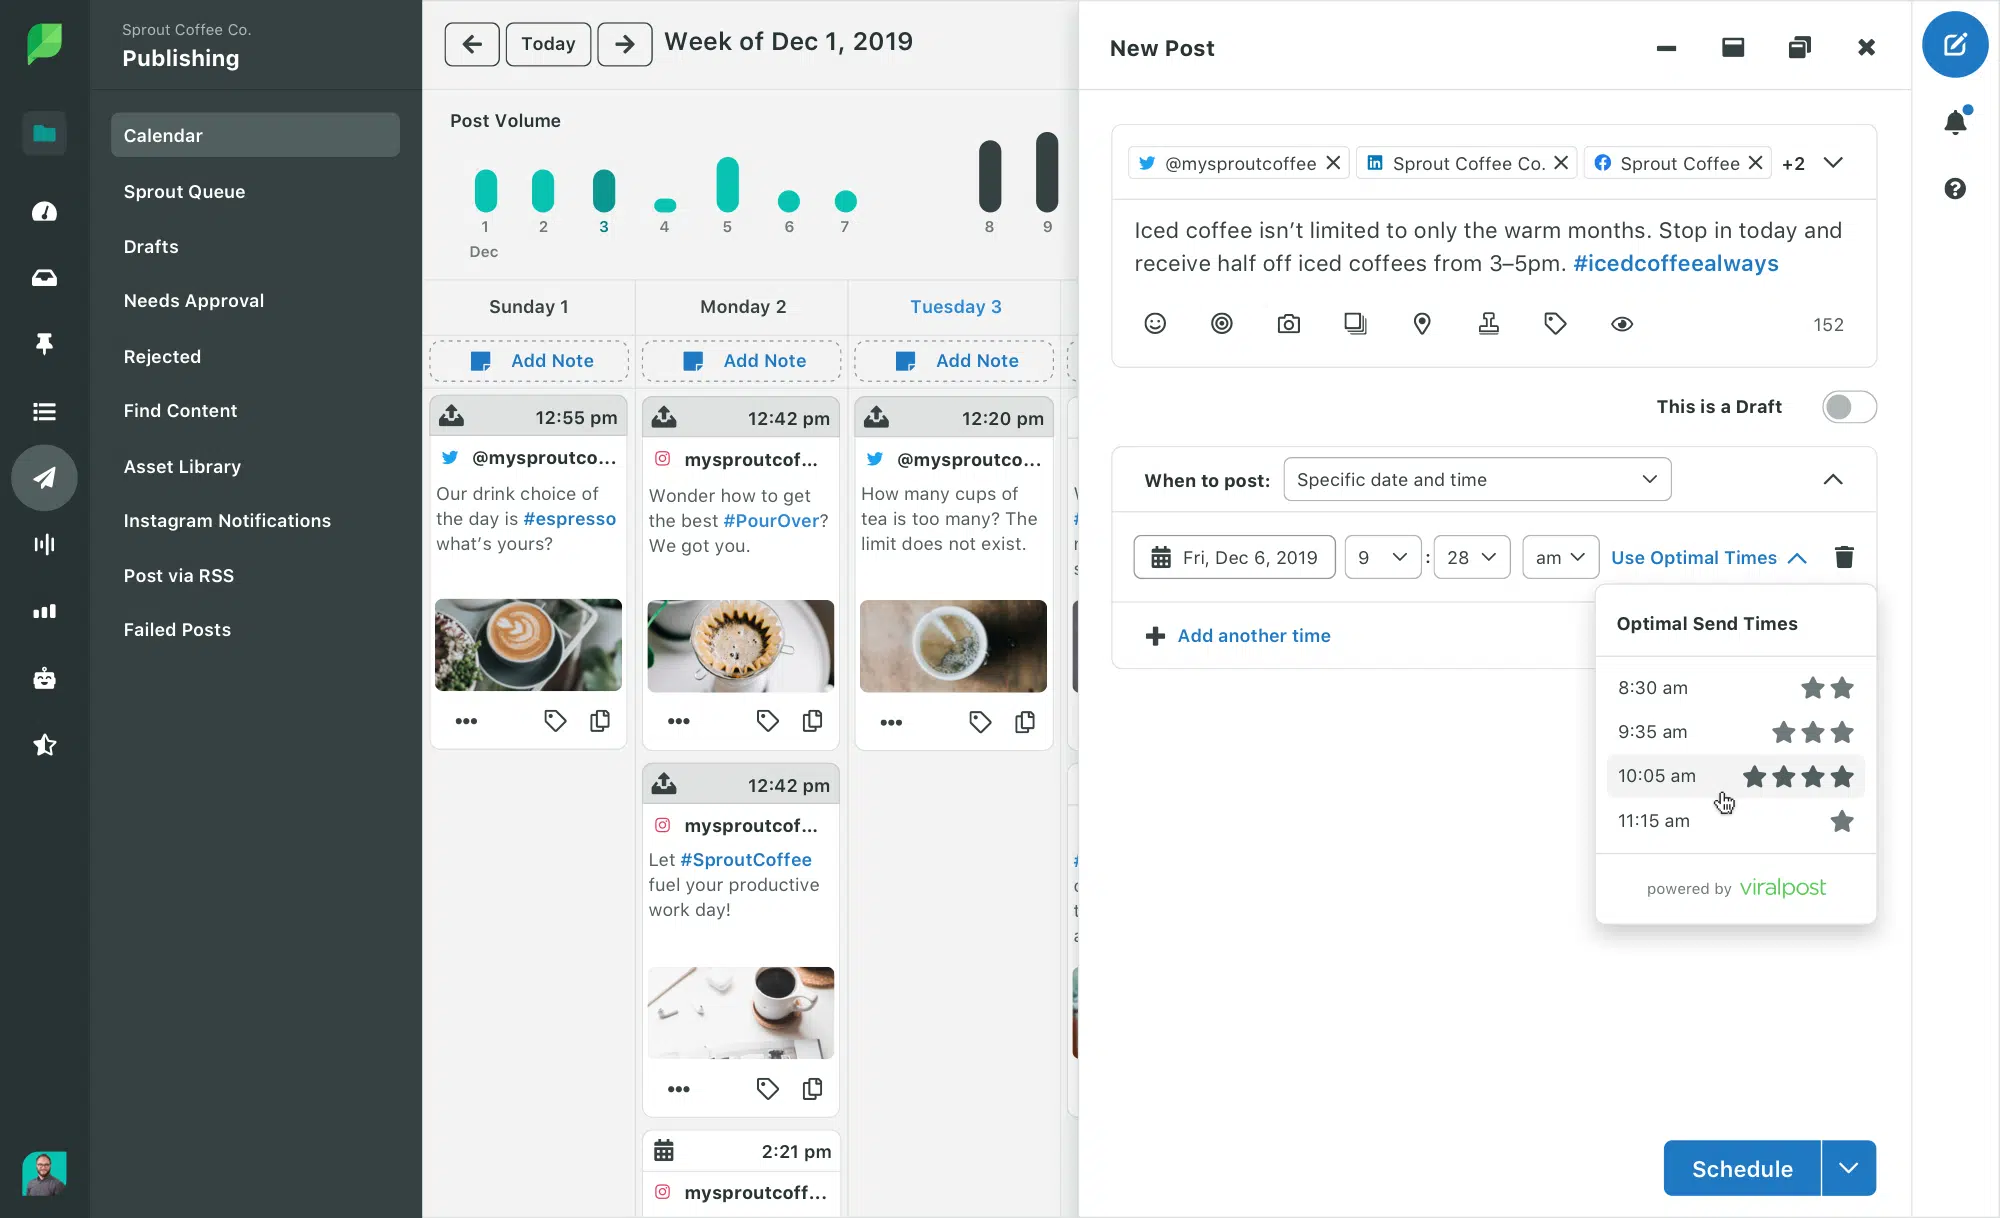 Sprout Coffee Co.
Publishing
Calendar
Sprout Queue
Drafts
Needs Approval
Rejected
Find Content
Asset Library
Instagram Notifications
Post via RSS
Failed Posts
Today
Week of Dec 1, 2019
Post Volume
1 2 3 4 5 6 7 8 9
Dec
Sunday 1
Monday 2
Tuesday 3
Add Note
Add Note
Add Note
12:55 pm
@mysproutco...
Our drink choice of
the day is #espresso
what's yours?
12:42 pm
mysproutcof...
Wonder how to get
the best #PourOver?
We got you.
12:42 pm
mysproutcof...
Let #SproutCoffee
fuel your productive
work day!
2:21 pm
mysproutcoff...
12:20 pm
@mysproutco...
How many cups of
tea is too many? The
limit does not exist.
New Post
@mysproutcoffee
Sprout Coffee Co.
Sprout Coffee
+2
Iced coffee isn't limited to only the warm months. Stop in today and
receive half off iced coffees from 3–5pm. #icedcoffeealways
152
This is a Draft
When to post: Specific date and time
Fri, Dec 6, 2019 9 : 28 am Use Optimal Times
Add another time
Optimal Send Times
8:30 am
9:35 am
10:05 am
11:15 am
powered by viralpost
Schedule